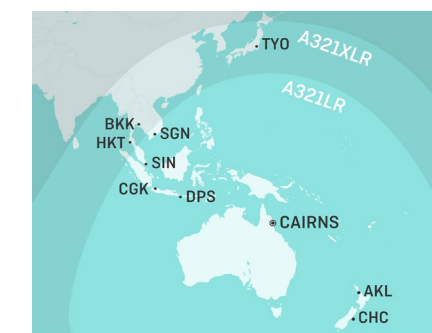 TYO
A321XLR
A321LR
BKK
SGN
HKT
SIN
CGK
DPS
CAIRNS
AKL
CHC